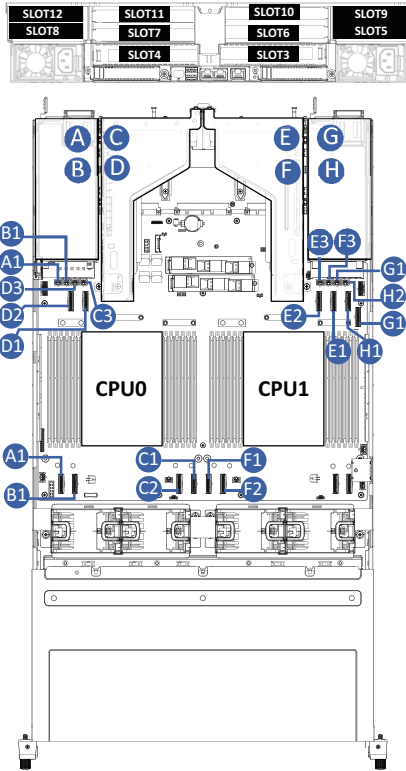 SLOT12 SLOT11 SLOT10 SLOT9
SLOT8 SLOT7 SLOT6 SLOT5
SLOT4 SLOT3
A C E G
B D F H
B1 E3 F3
A1 G1
D3 H2
D2 C3 E2 G1
D1 E1 H1
CPU0 CPU1
A1 C1 F1
B1 C2 F2